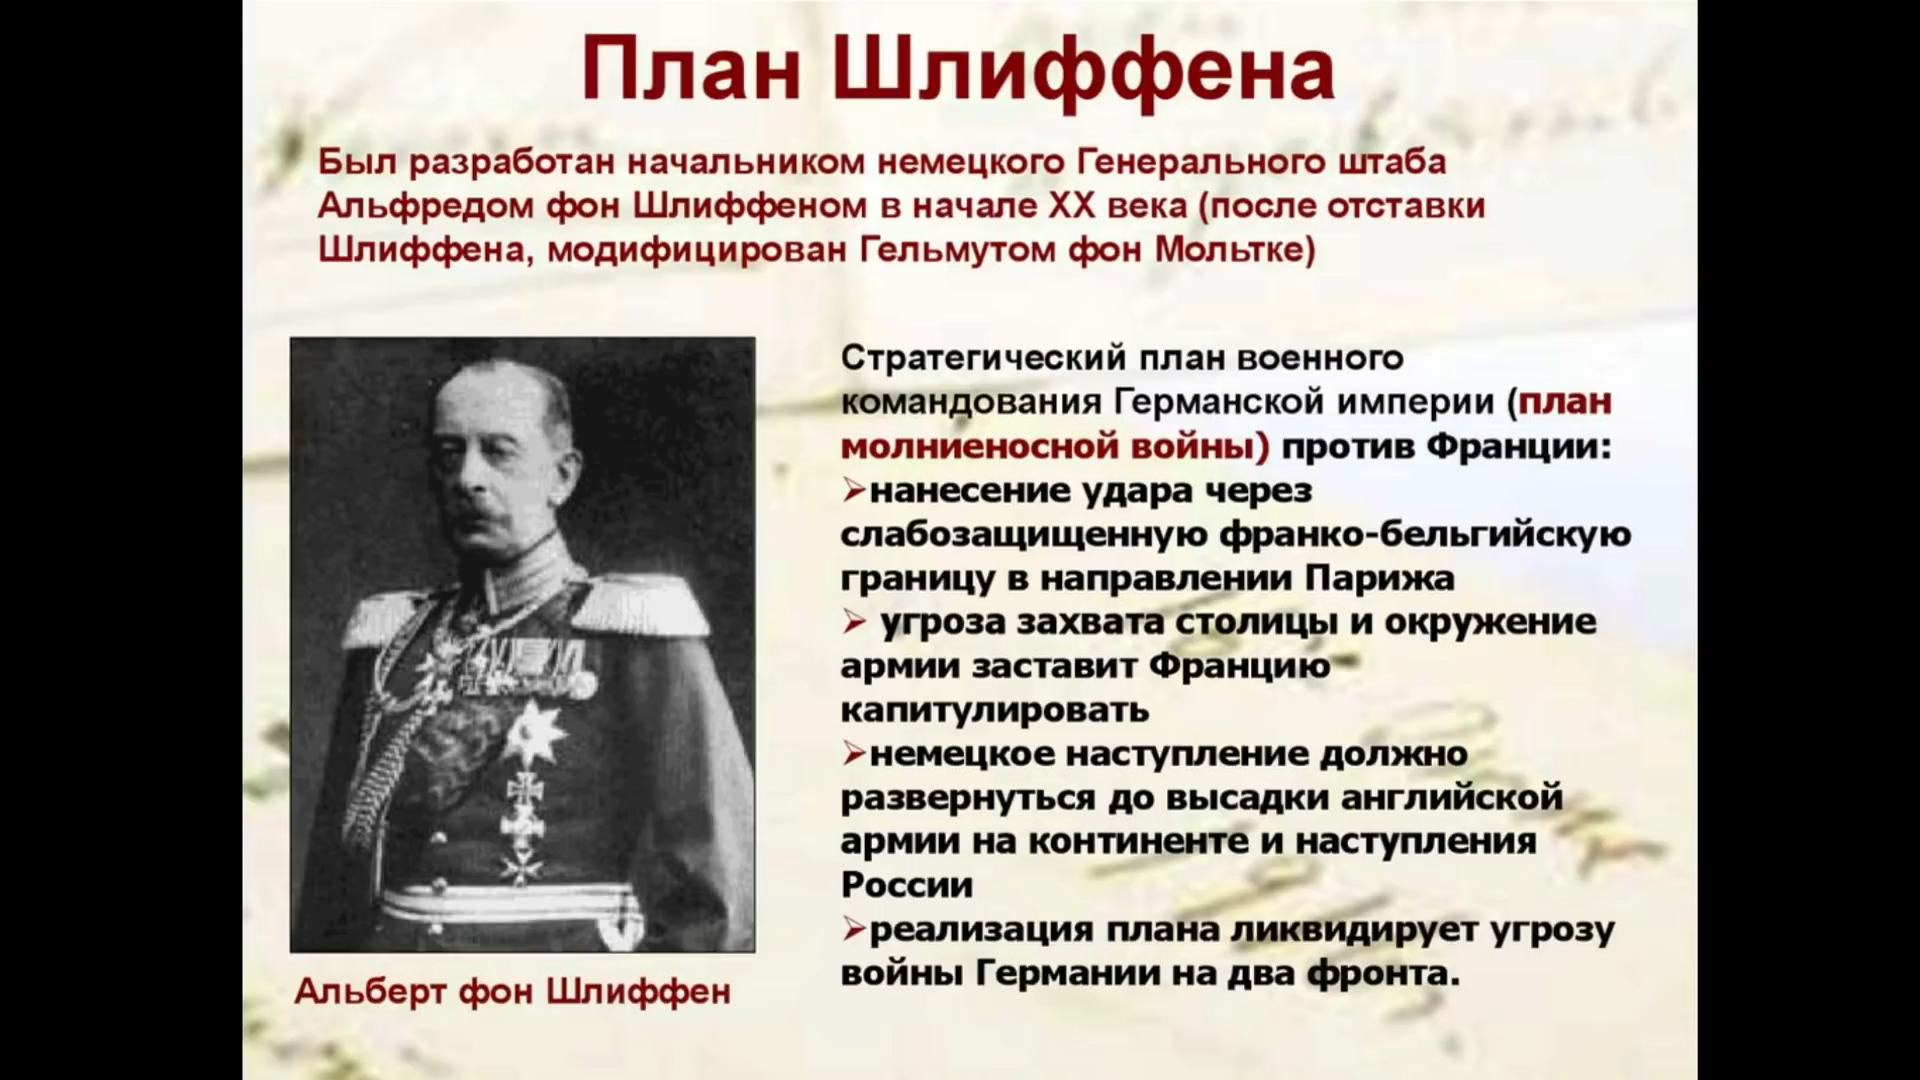 План Шлиффена
Был разработан начальником немецкого Генерального штаба
Альфредом фон Шлиффеном в начале XX века (после отставки
Шлиффена, модифицирован Гельмутом фон Мольтке)
Стратегический план военного
командования Германской империи (план
молниеносной войны) против Франции:
➢нанесение удара через
слабозащищенную франко-бельгийскую
границу в направлении Парижа
➢ угроза захвата столицы и окружение
армии заставит Францию
капитулировать
➢немецкое наступление должно
развернуться до высадки английской
армии на континенте и наступления
России
➢реализация плана ликвидирует угрозу
войны Германии на два фронта.
Альберт фон Шлиффен